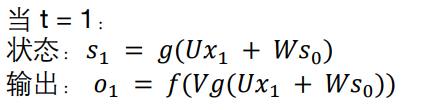 当 t = 1：
状态：s₁ = g(Ux₁ + Ws₀)
输出：o₁ = f(Vg(Ux₁ + Ws₀))